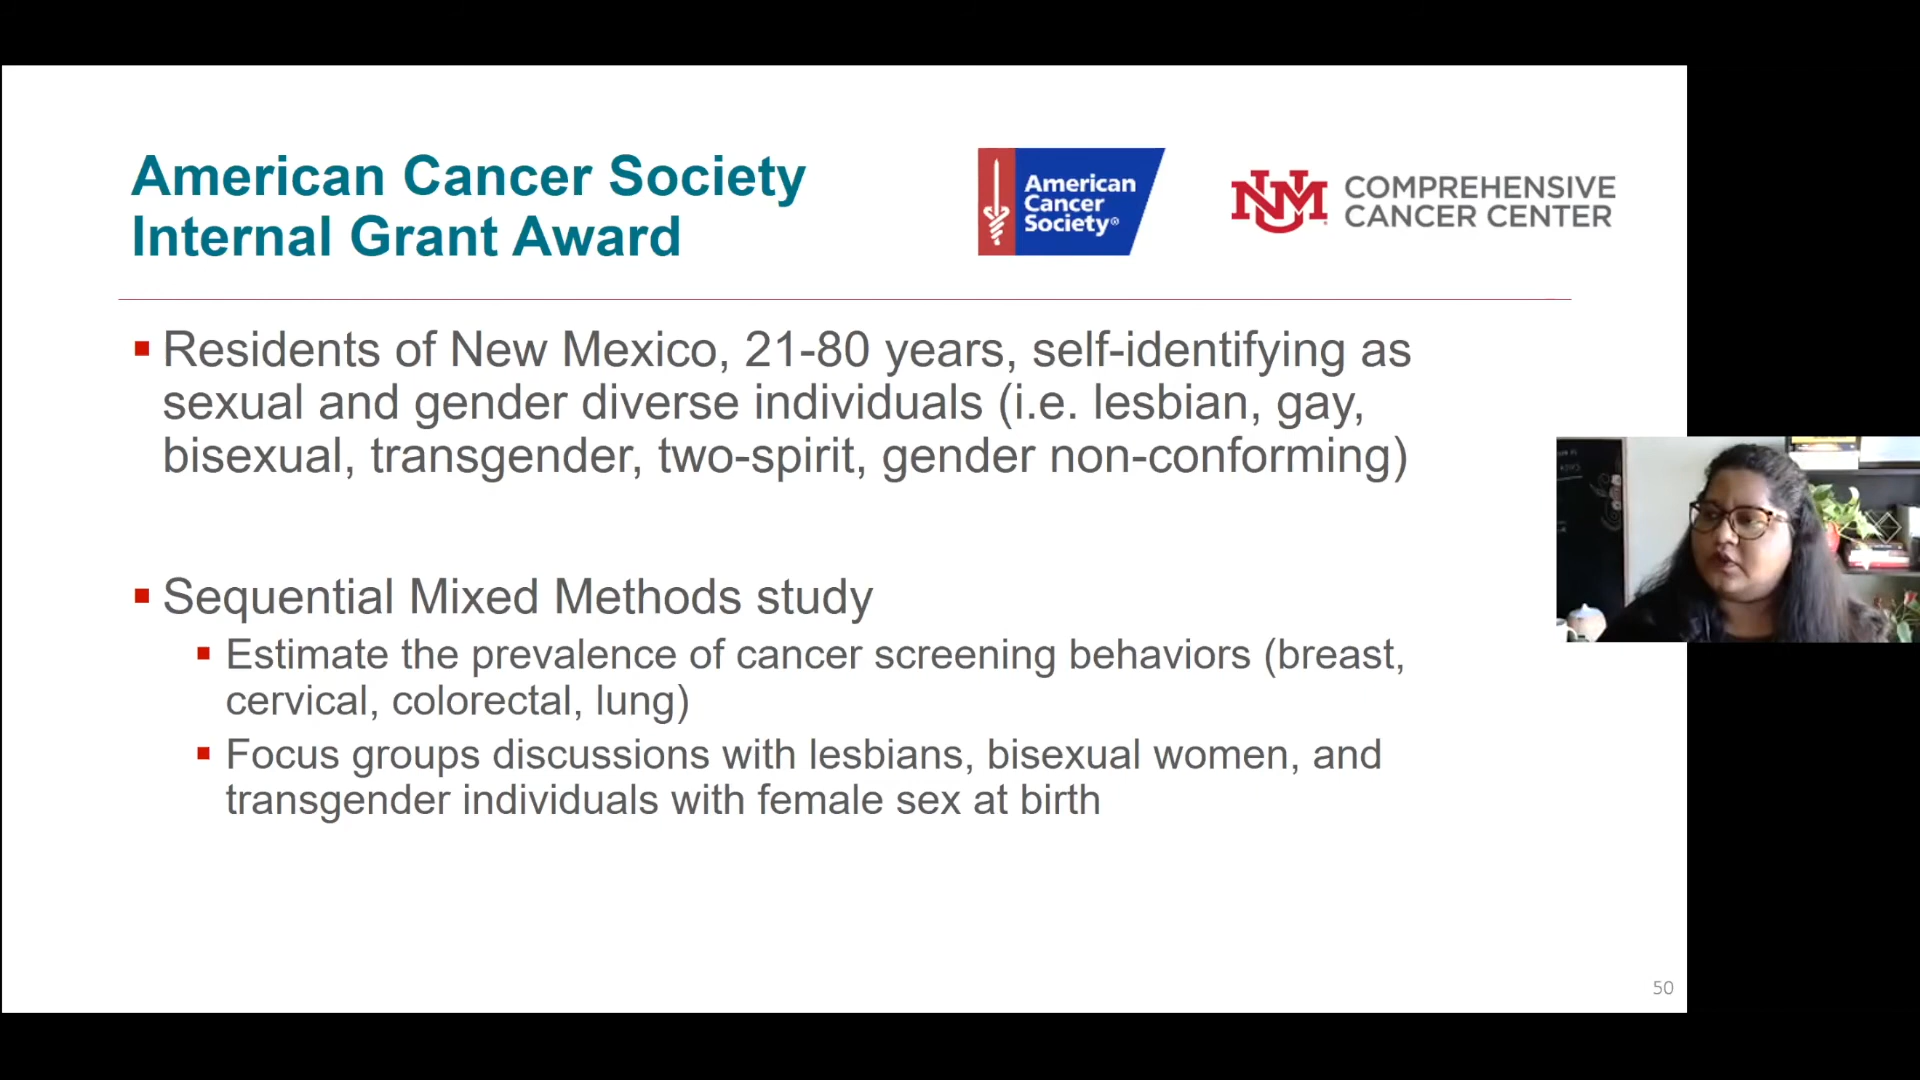 American Cancer Society
Internal Grant Award
American
Cancer
Society®
UNM
COMPREHENSIVE
CANCER CENTER
▪ Residents of New Mexico, 21-80 years, self-identifying as
sexual and gender diverse individuals (i.e. lesbian, gay,
bisexual, transgender, two-spirit, gender non-conforming)
▪ Sequential Mixed Methods study
▪ Estimate the prevalence of cancer screening behaviors (breast,
cervical, colorectal, lung)
▪ Focus groups discussions with lesbians, bisexual women, and
transgender individuals with female sex at birth
50